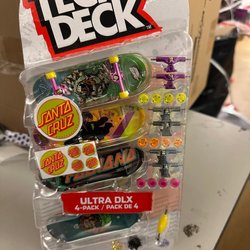 TECH
DECK
SANTA
CRUZ
SANTA
CRUZ
ULTRA DLX
4-PACK / PACK DE 4